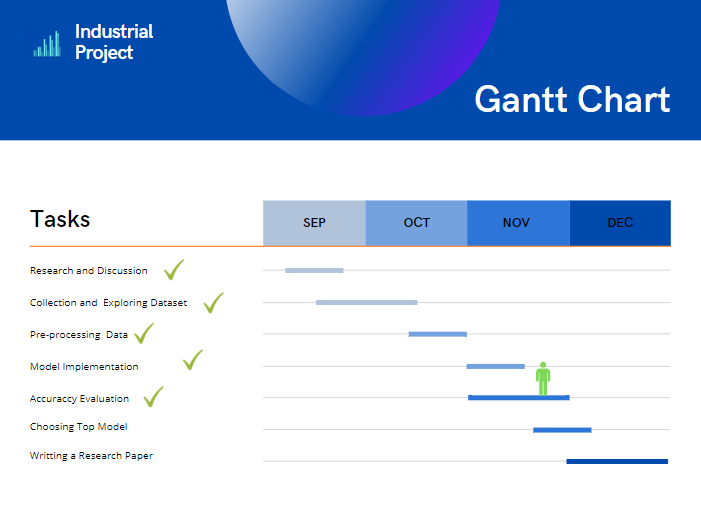 Industrial
Project
Gantt Chart
Tasks
SEP OCT NOV DEC
Research and Discussion
Collection and Exploring Dataset
Pre-processing Data
Model Implementation
Accuraccy Evaluation
Choosing Top Model
Writting a Research Paper